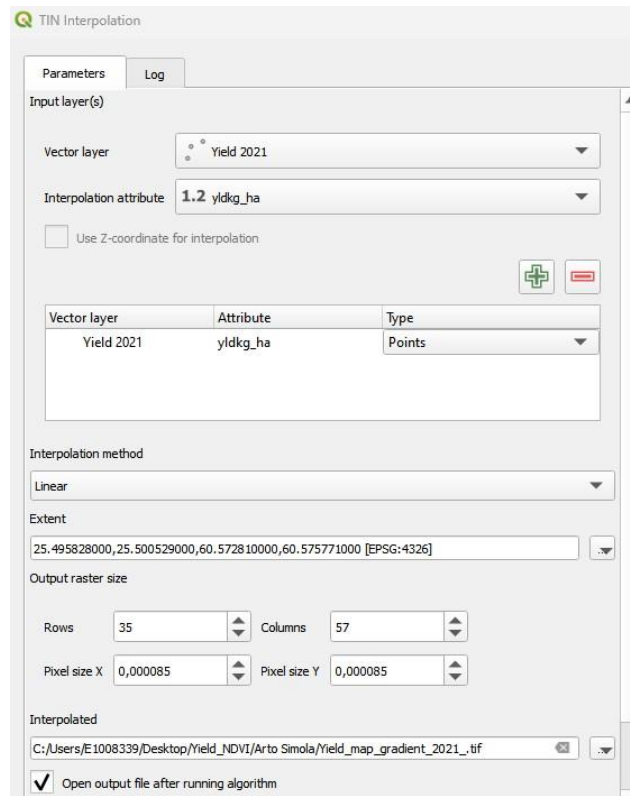 TIN Interpolation
Parameters Log
Input layer(s)
Vector layer Yield 2021
Interpolation attribute 1.2 yldkg_ha
Use Z-coordinate for interpolation
Vector layer Attribute Type
Yield 2021 yldkg_ha Points
Interpolation method
Linear
Extent
25.495828000,25.500529000,60.572810000,60.575771000 [EPSG:4326]
Output raster size
Rows 35 Columns 57
Pixel size X 0,000085 Pixel size Y 0,000085
Interpolated
C:/Users/E1008339/Desktop/Yield_NDVI/Arto Simola/Yield_map_gradient_2021_.tif
Open output file after running algorithm